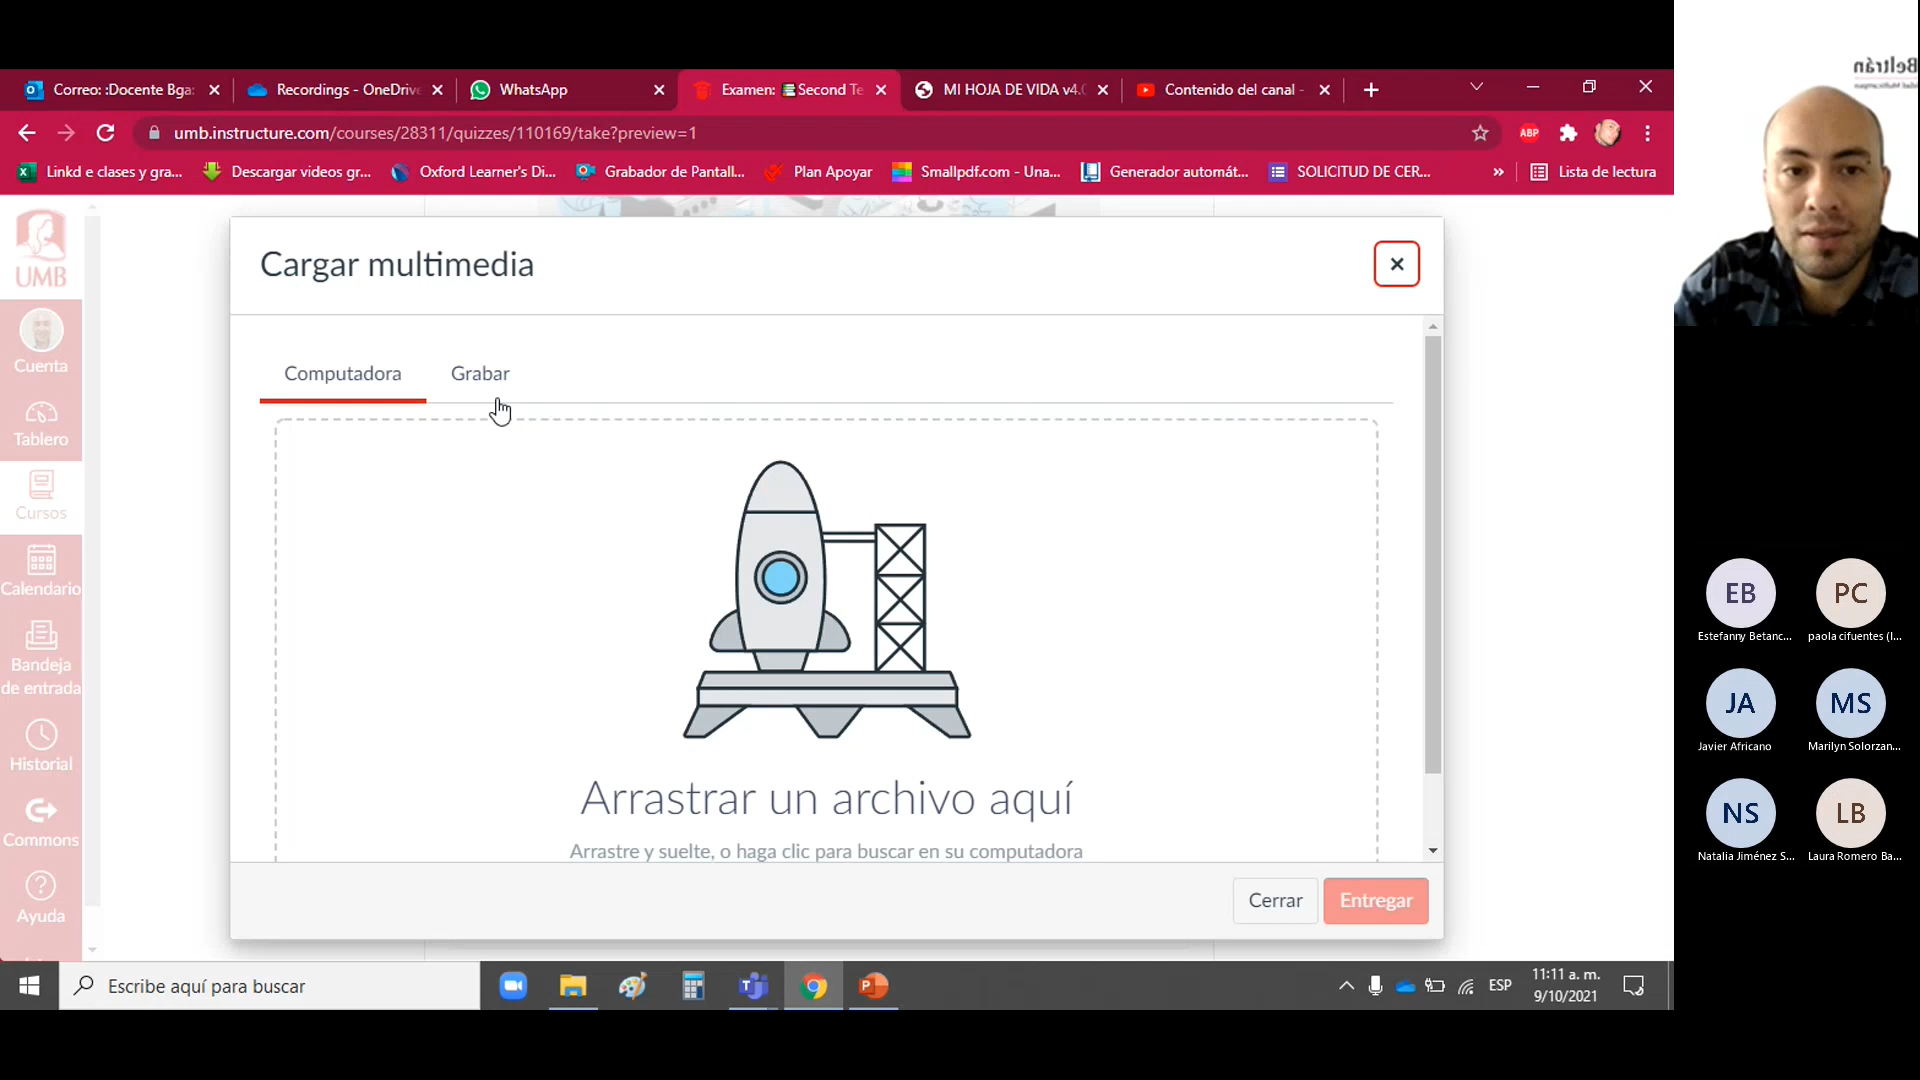 Correo: :Docente Bga:
Recordings - OneDrive
WhatsApp
Examen: Second Te
MI HOJA DE VIDA v4.0
Contenido del canal -
umb.instructure.com/courses/28311/quizzes/110169/take?preview=1
ABP
Linkd e clases y gra...
Descargar videos gr...
Oxford Learner's Di...
Grabador de Pantall...
Plan Apoyar
Smallpdf.com - Una...
Generador automát...
SOLICITUD DE CER...
»
Lista de lectura
Beltrán
UMB
Cuenta
Tablero
Cursos
Calendario
Bandeja
de entrada
Historial
Commons
Ayuda
Cargar multimedia
Computadora
Grabar
Arrastrar un archivo aquí
Arrastre y suelte, o haga clic para buscar en su computadora
Cerrar
Entregar
EB
Estefanny Betanc...
PC
paola cifuentes (I...
JA
Javier Africano
MS
Marilyn Solorzan...
NS
Natalia Jiménez S...
LB
Laura Romero Ba...
Escribe aquí para buscar
ESP
11:11 a. m.
9/10/2021